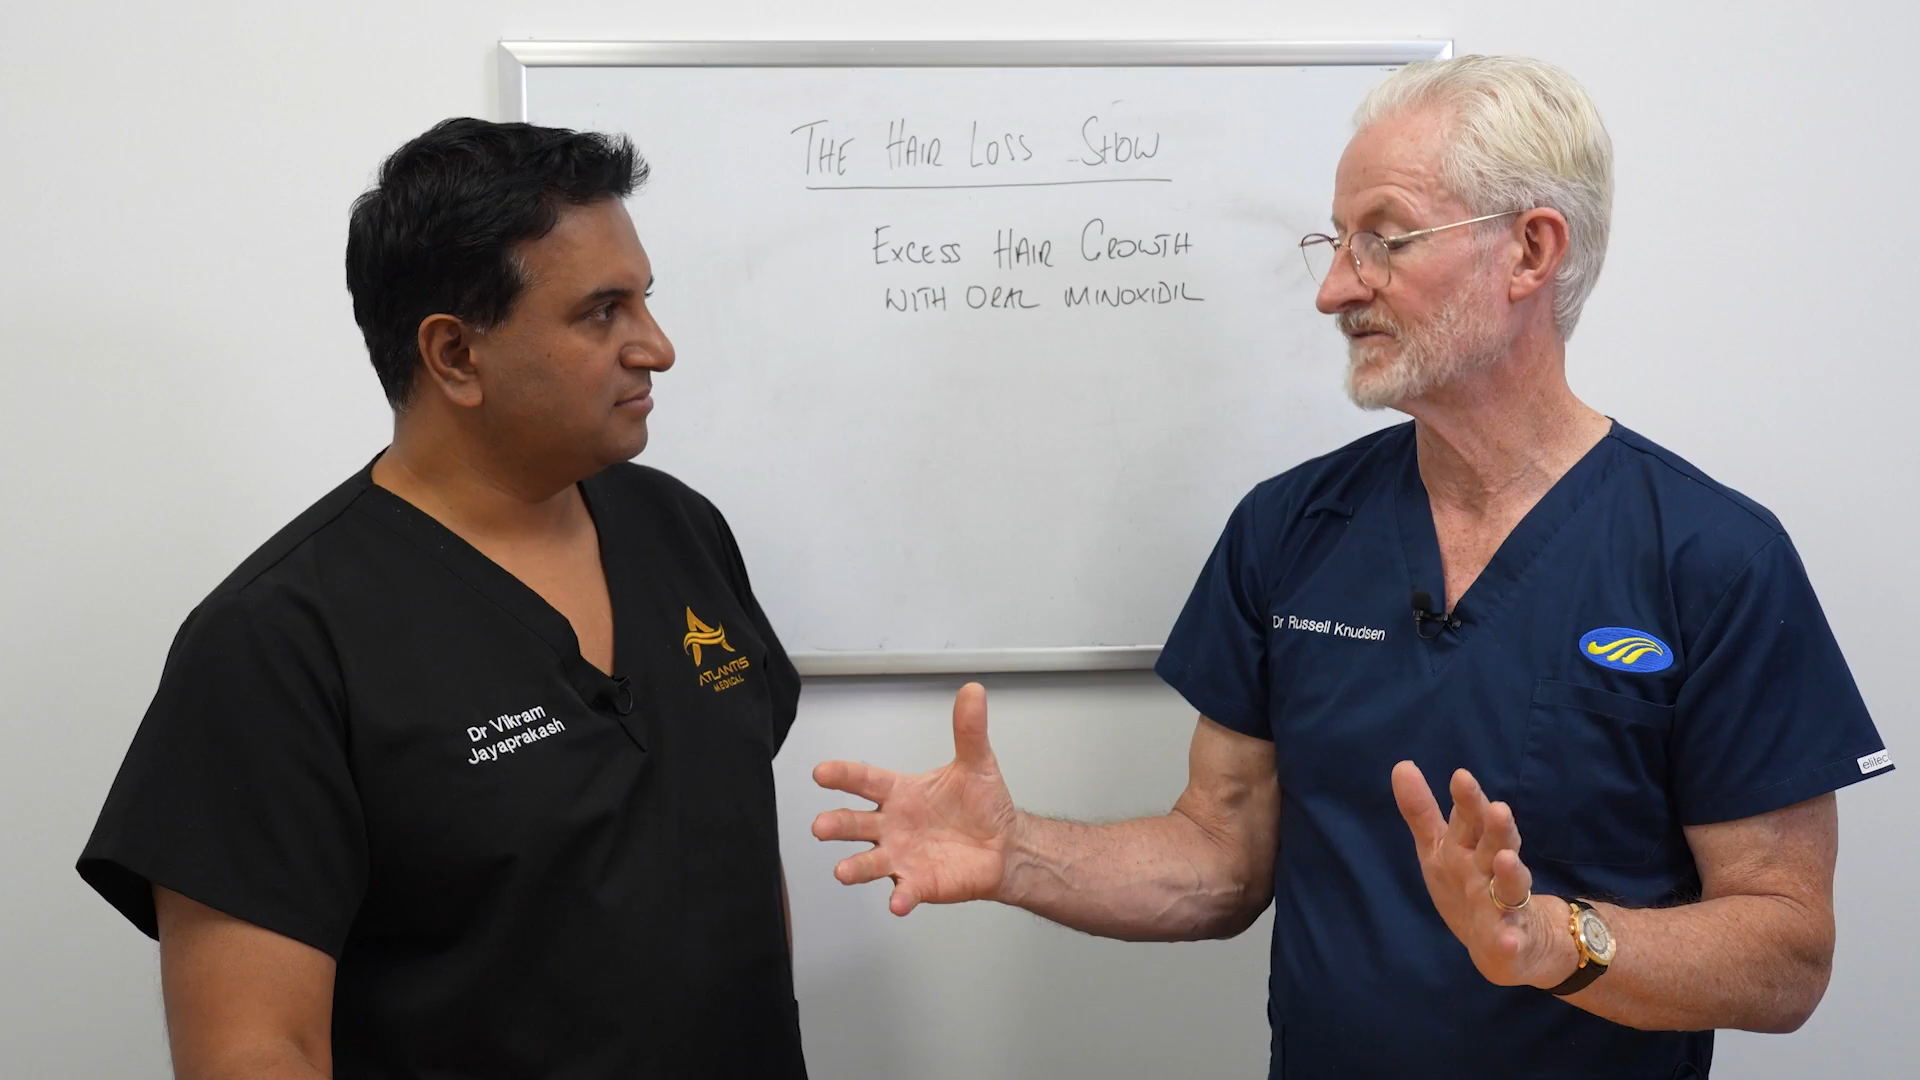 THE HAIR LOSS SHOW
EXCESS HAIR GROWTH
WITH ORAL MINOXIDIL
Dr Vikram
Jayaprakash
ATLANTIS
MEDICAL
Dr Russell Knudsen